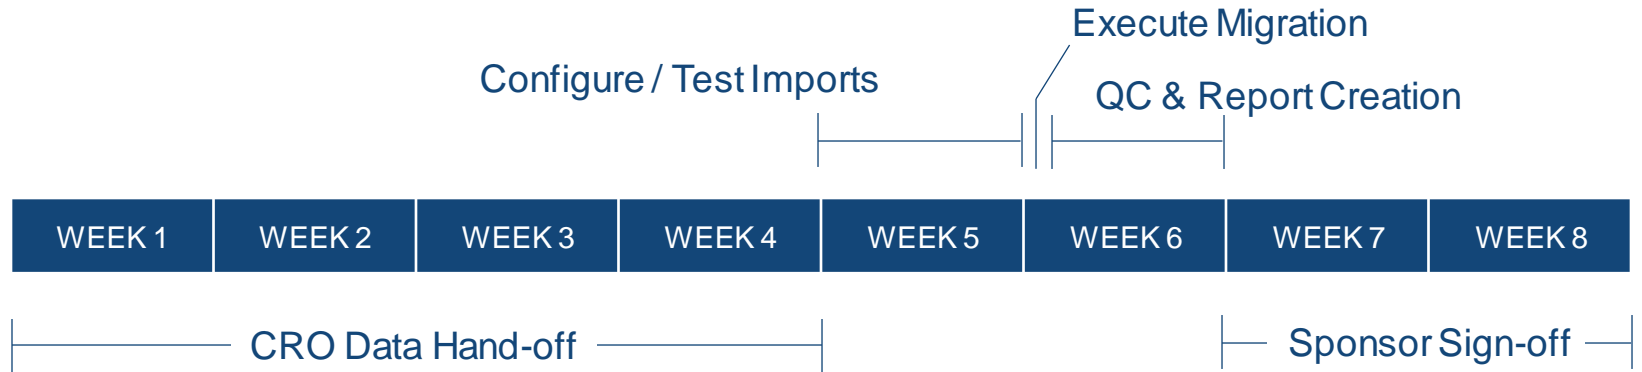 Execute Migration
Configure / Test Imports
QC & Report Creation
WEEK 1 WEEK 2 WEEK 3 WEEK 4 WEEK 5 WEEK 6 WEEK 7 WEEK 8
CRO Data Hand-off
Sponsor Sign-off